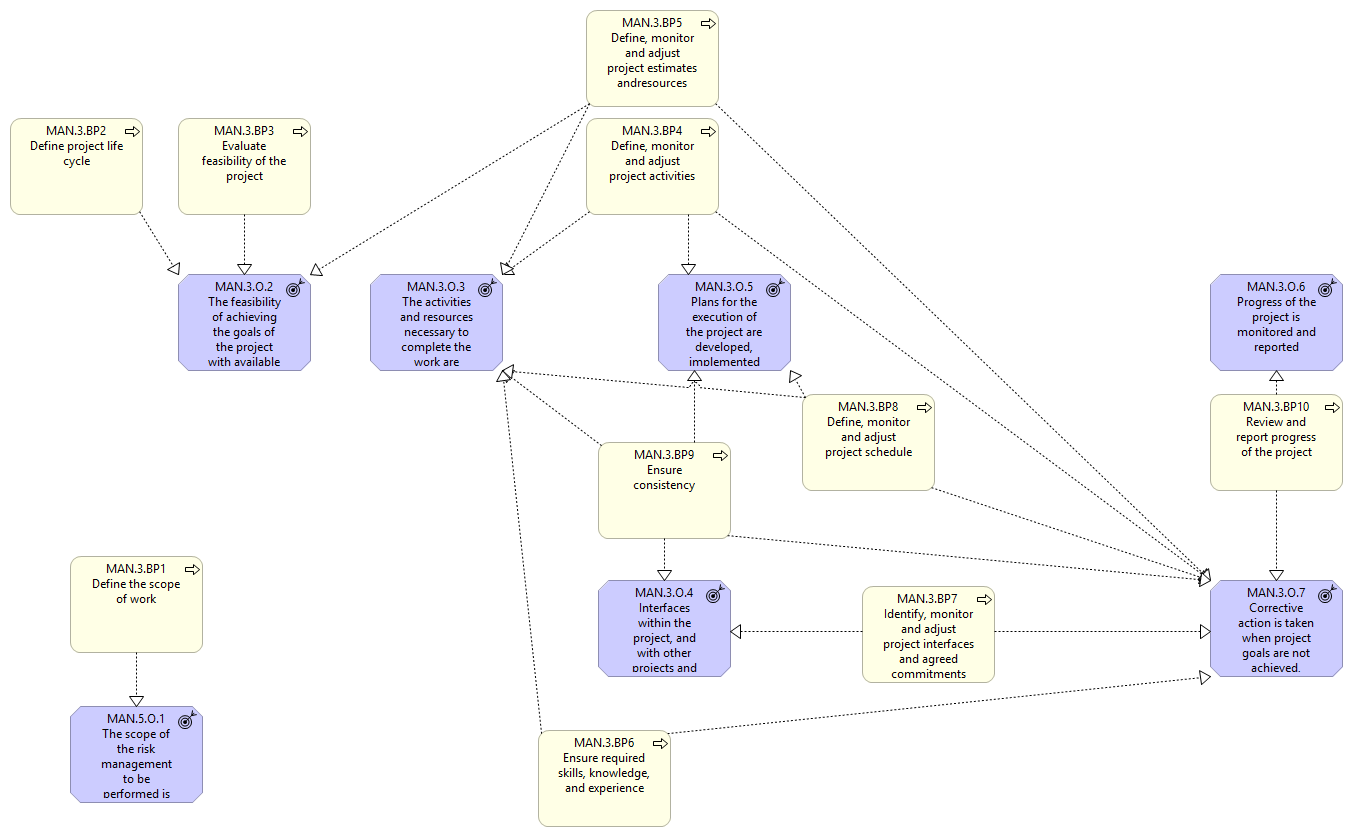 MAN.3.BP5
Define, monitor
and adjust
project estimates
andresources
MAN.3.BP2
Define project life
cycle
MAN.3.BP3
Evaluate
feasibility of the
project
MAN.3.BP4
Define, monitor
and adjust
project activities
MAN.3.O.2
The feasibility
of achieving
the goals of
the project
with available
MAN.3.O.3
The activities
and resources
necessary to
complete the
work are
MAN.3.O.5
Plans for the
execution of
the project are
developed,
implemented
MAN.3.O.6
Progress of the
project is
monitored and
reported
MAN.3.BP8
Define, monitor
and adjust
project schedule
MAN.3.BP10
Review and
report progress
of the project
MAN.3.BP9
Ensure
consistency
MAN.3.BP1
Define the scope
of work
MAN.3.O.4
Interfaces
within the
project, and
with other
projects and
MAN.3.BP7
Identify, monitor
and adjust
project interfaces
and agreed
commitments
MAN.3.O.7
Corrective
action is taken
when project
goals are not
achieved.
MAN.5.O.1
The scope of
the risk
management
to be
performed is
MAN.3.BP6
Ensure required
skills, knowledge,
and experience